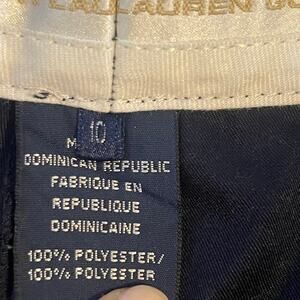 LAUREN
10
M
DOMINICAN REPUBLIC
FABRIQUE EN
REPUBLIQUE
DOMINICAINE
100% POLYESTER/
100% POLYESTER